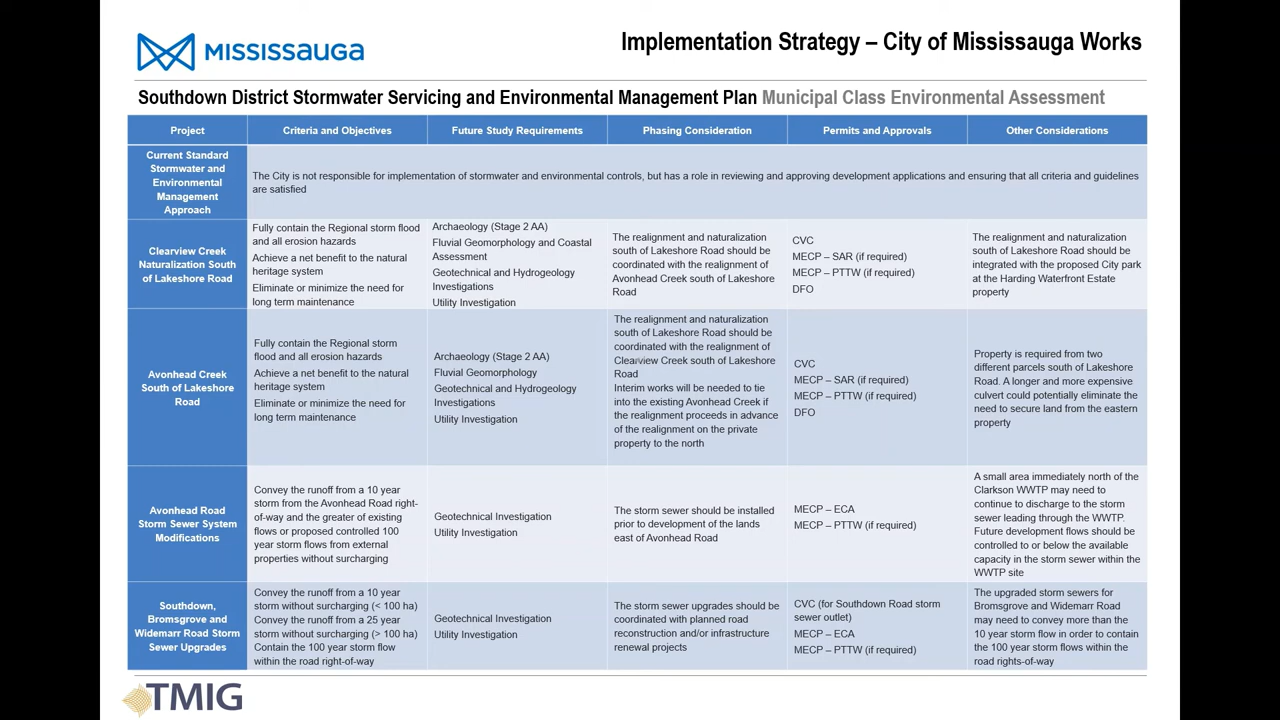 MISSISSAUGA
Implementation Strategy – City of Mississauga Works
Southdown District Stormwater Servicing and Environmental Management Plan Municipal Class Environmental Assessment
Project
Criteria and Objectives
Future Study Requirements
Phasing Consideration
Permits and Approvals
Other Considerations
Current Standard
Stormwater and
Environmental
Management
Approach
The City is not responsible for implementation of stormwater and environmental controls, but has a role in reviewing and approving development applications and ensuring that all criteria and guidelines
are satisfied
Clearview Creek
Naturalization South
of Lakeshore Road
Fully contain the Regional storm flood
and all erosion hazards
Achieve a net benefit to the natural
heritage system
Eliminate or minimize the need for
long term maintenance
Archaeology (Stage 2 AA)
Fluvial Geomorphology and Coastal
Assessment
Geotechnical and Hydrogeology
Investigations
Utility Investigation
The realignment and naturalization
south of Lakeshore Road should be
coordinated with the realignment of
Avonhead Creek south of Lakeshore
Road
CVC
MECP – SAR (if required)
MECP – PTTW (if required)
DFO
The realignment and naturalization
south of Lakeshore Road should be
integrated with the proposed City park
at the Harding Waterfront Estate
property
Avonhead Creek
South of Lakeshore
Road
Fully contain the Regional storm
flood and all erosion hazards
Achieve a net benefit to the natural
heritage system
Eliminate or minimize the need for
long term maintenance
Archaeology (Stage 2 AA)
Fluvial Geomorphology
Geotechnical and Hydrogeology
Investigations
Utility Investigation
The realignment and naturalization
south of Lakeshore Road should be
coordinated with the realignment of
Clearview Creek south of Lakeshore
Road
Interim works will be needed to tie
into the existing Avonhead Creek if
the realignment proceeds in advance
of the realignment on the private
property to the north
CVC
MECP – SAR (if required)
MECP – PTTW (if required)
DFO
Property is required from two
different parcels south of Lakeshore
Road. A longer and more expensive
culvert could potentially eliminate the
need to secure land from the eastern
property
Avonhead Road
Storm Sewer System
Modifications
Convey the runoff from a 10 year
storm from the Avonhead Road right-
of-way and the greater of existing
flows or proposed controlled 100
year storm flows from external
properties without surcharging
Geotechnical Investigation
Utility Investigation
The storm sewer should be installed
prior to development of the lands
east of Avonhead Road
MECP – ECA
MECP – PTTW (if required)
A small area immediately north of the
Clarkson WWTP may need to
continue to discharge to the storm
sewer leading through the WWTP.
Future development flows should be
controlled to or below the available
capacity in the storm sewer within the
WWTP site
Southdown,
Bromsgrove and
Widemarr Road Storm
Sewer Upgrades
Convey the runoff from a 10 year
storm without surcharging (< 100 ha)
Convey the runoff from a 25 year
storm without surcharging (> 100 ha)
Contain the 100 year storm flow
within the road right-of-way
Geotechnical Investigation
Utility Investigation
The storm sewer upgrades should be
coordinated with planned road
reconstruction and/or infrastructure
renewal projects
CVC (for Southdown Road storm
sewer outlet)
MECP – ECA
MECP – PTTW (if required)
The upgraded storm sewers for
Bromsgrove and Widemarr Road
may need to convey more than the
10 year storm flow in order to contain
the 100 year storm flows within the
road rights-of-way
TMIG